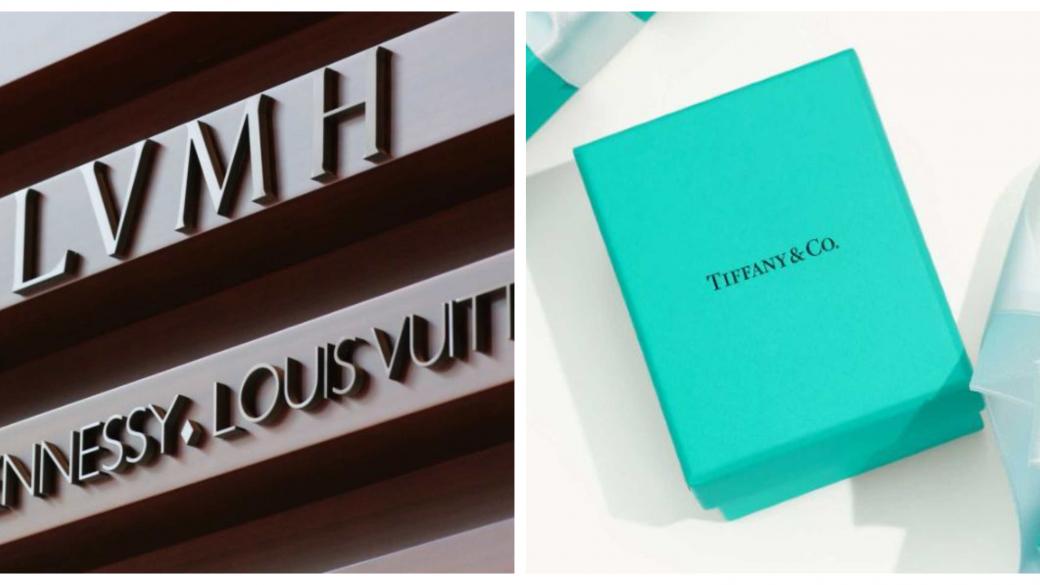 LVMH
NNESSY♦LOUIS VUIT
TIFFANY & CO.